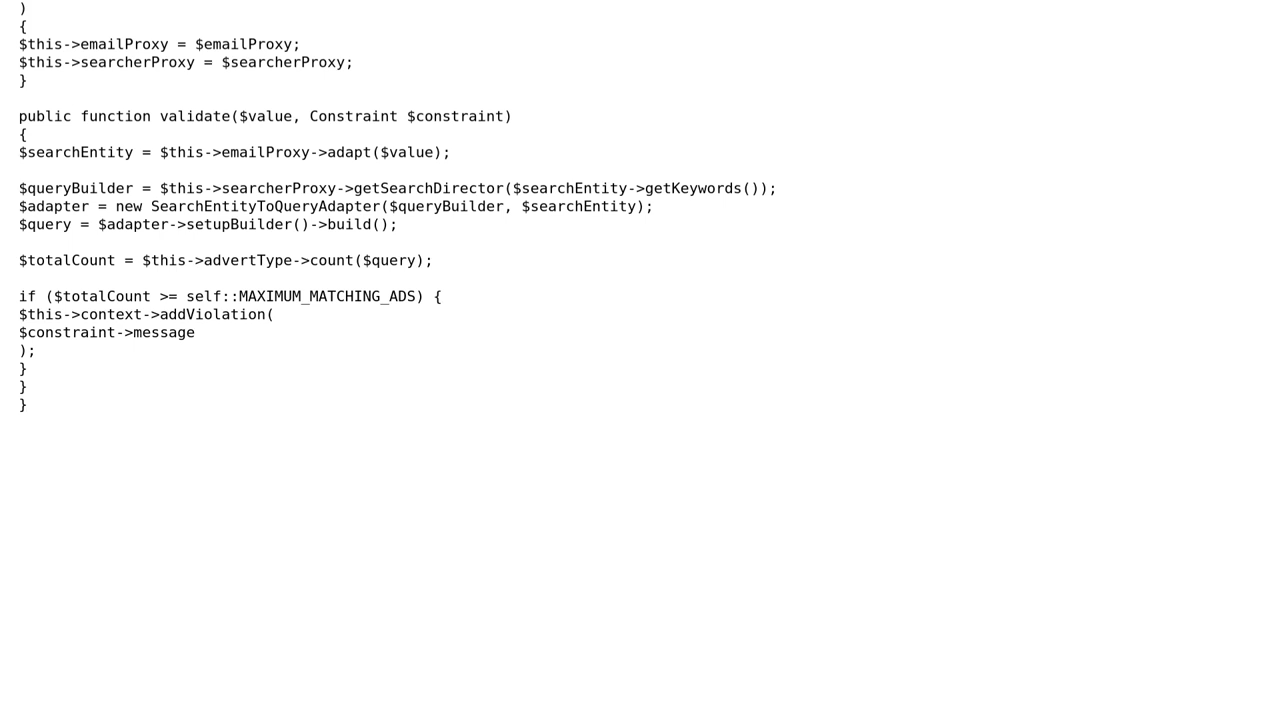 )
{
$this->emailProxy = $emailProxy;
$this->searcherProxy = $searcherProxy;
}
public function validate($value, Constraint $constraint)
{
$searchEntity = $this->emailProxy->adapt($value);
$queryBuilder = $this->searcherProxy->getSearchDirector($searchEntity->getKeywords());
$adapter = new SearchEntityToQueryAdapter($queryBuilder, $searchEntity);
$query = $adapter->setupBuilder()->build();
$totalCount = $this->advertType->count($query);
if ($totalCount >= self::MAXIMUM_MATCHING_ADS) {
$this->context->addViolation(
$constraint->message
);
}
}
}